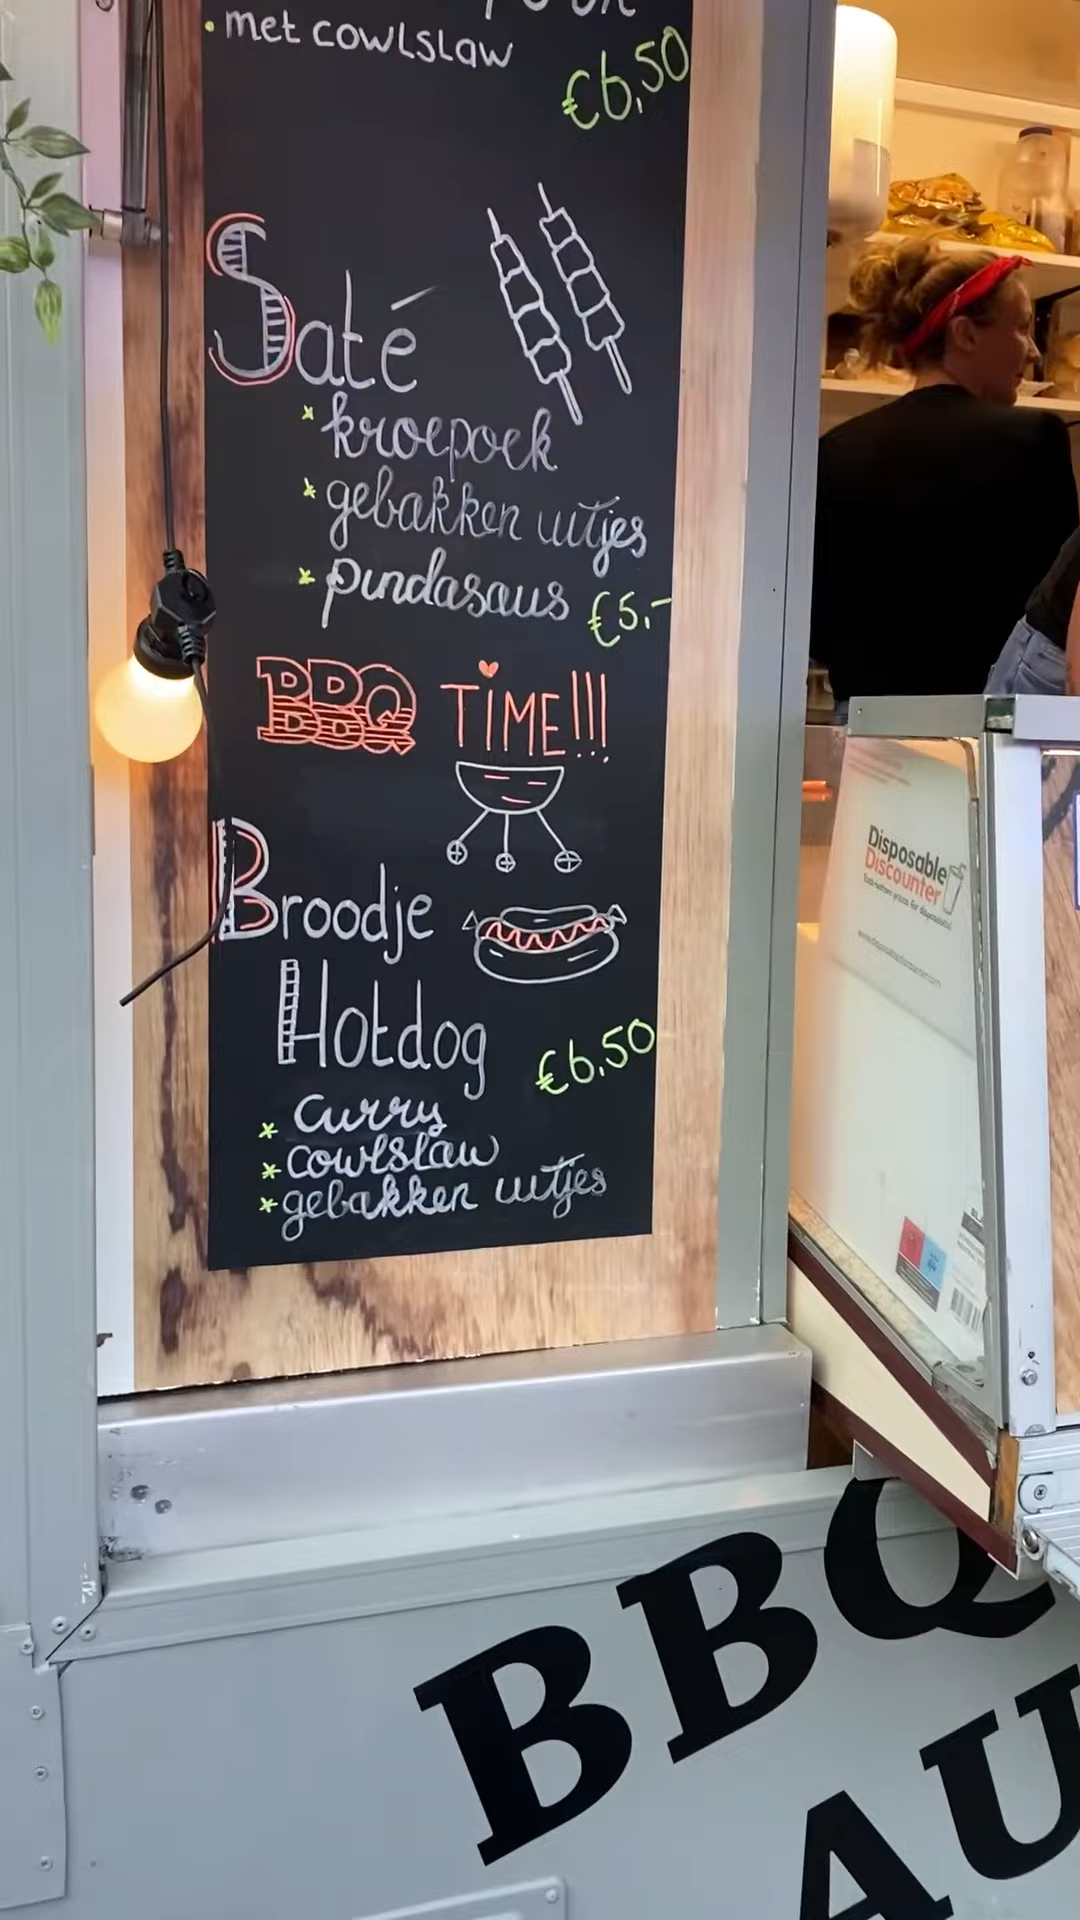 • met COWLSLAW
€6,50
Saté
* kroepoek
* gebakken uitjes
* pindasaus
€5,-
BBQ TIME!!!
Broodje
Hotdog
€6,50
* Curry
* COWLSLAW
* gebakken uitjes
Disposable
Discounter
BBQ
AU